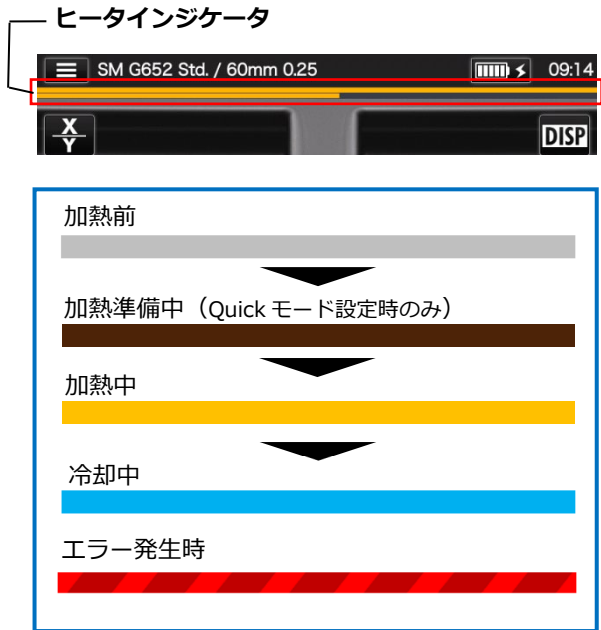 ヒータインジケータ
SM G652 Std. / 60mm 0.25
09:14
X
Y
DISP
加熱前
加熱準備中（Quick モード設定時のみ）
加熱中
冷却中
エラー発生時